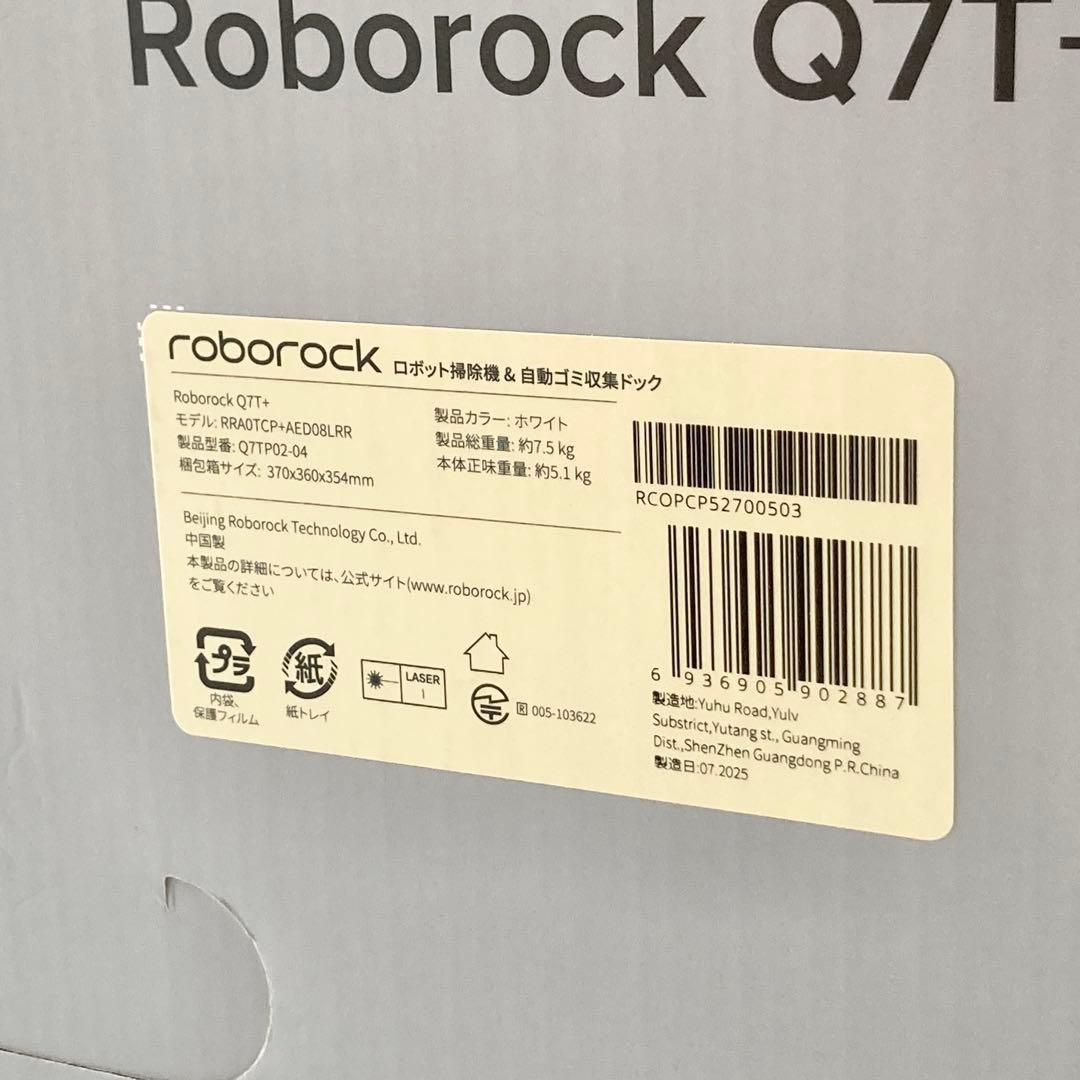 Roborock Q7T+
roborock ロボット掃除機 & 自動ゴミ収集ドック
Roborock Q7T+
モデル: RRA0TCP+AED08LRR
製品型番: Q7TP02-04
梱包箱サイズ: 370x360x354mm
製品カラー: ホワイト
製品総重量: 約7.5 kg
本体正味重量: 約5.1 kg
Beijing Roborock Technology Co., Ltd.
中国製
本製品の詳細については、公式サイト(www.roborock.jp)
をご覧ください
プラ
内袋、
保護フィルム
紙
紙トレイ
LASER
1
R 005-103622
RCOPCP52700503
6 936905 902887
製造地:Yuhu Road,Yulv
Substrict,Yutang st., Guangming
Dist.,ShenZhen Guangdong P.R.China
製造日:07.2025